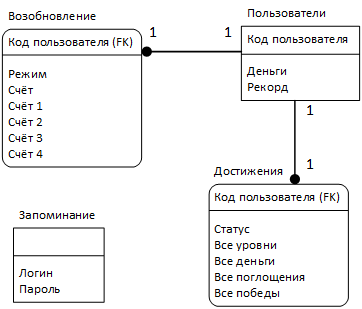 Возобновление
Код пользователя (FK)
Режим
Счёт
Счёт 1
Счёт 2
Счёт 3
Счёт 4
1
1
Пользователи
Код пользователя
Деньги
Рекорд
1
1
Достижения
Код пользователя (FK)
Статус
Все уровни
Все деньги
Все поглощения
Все победы
Запоминание
Логин
Пароль